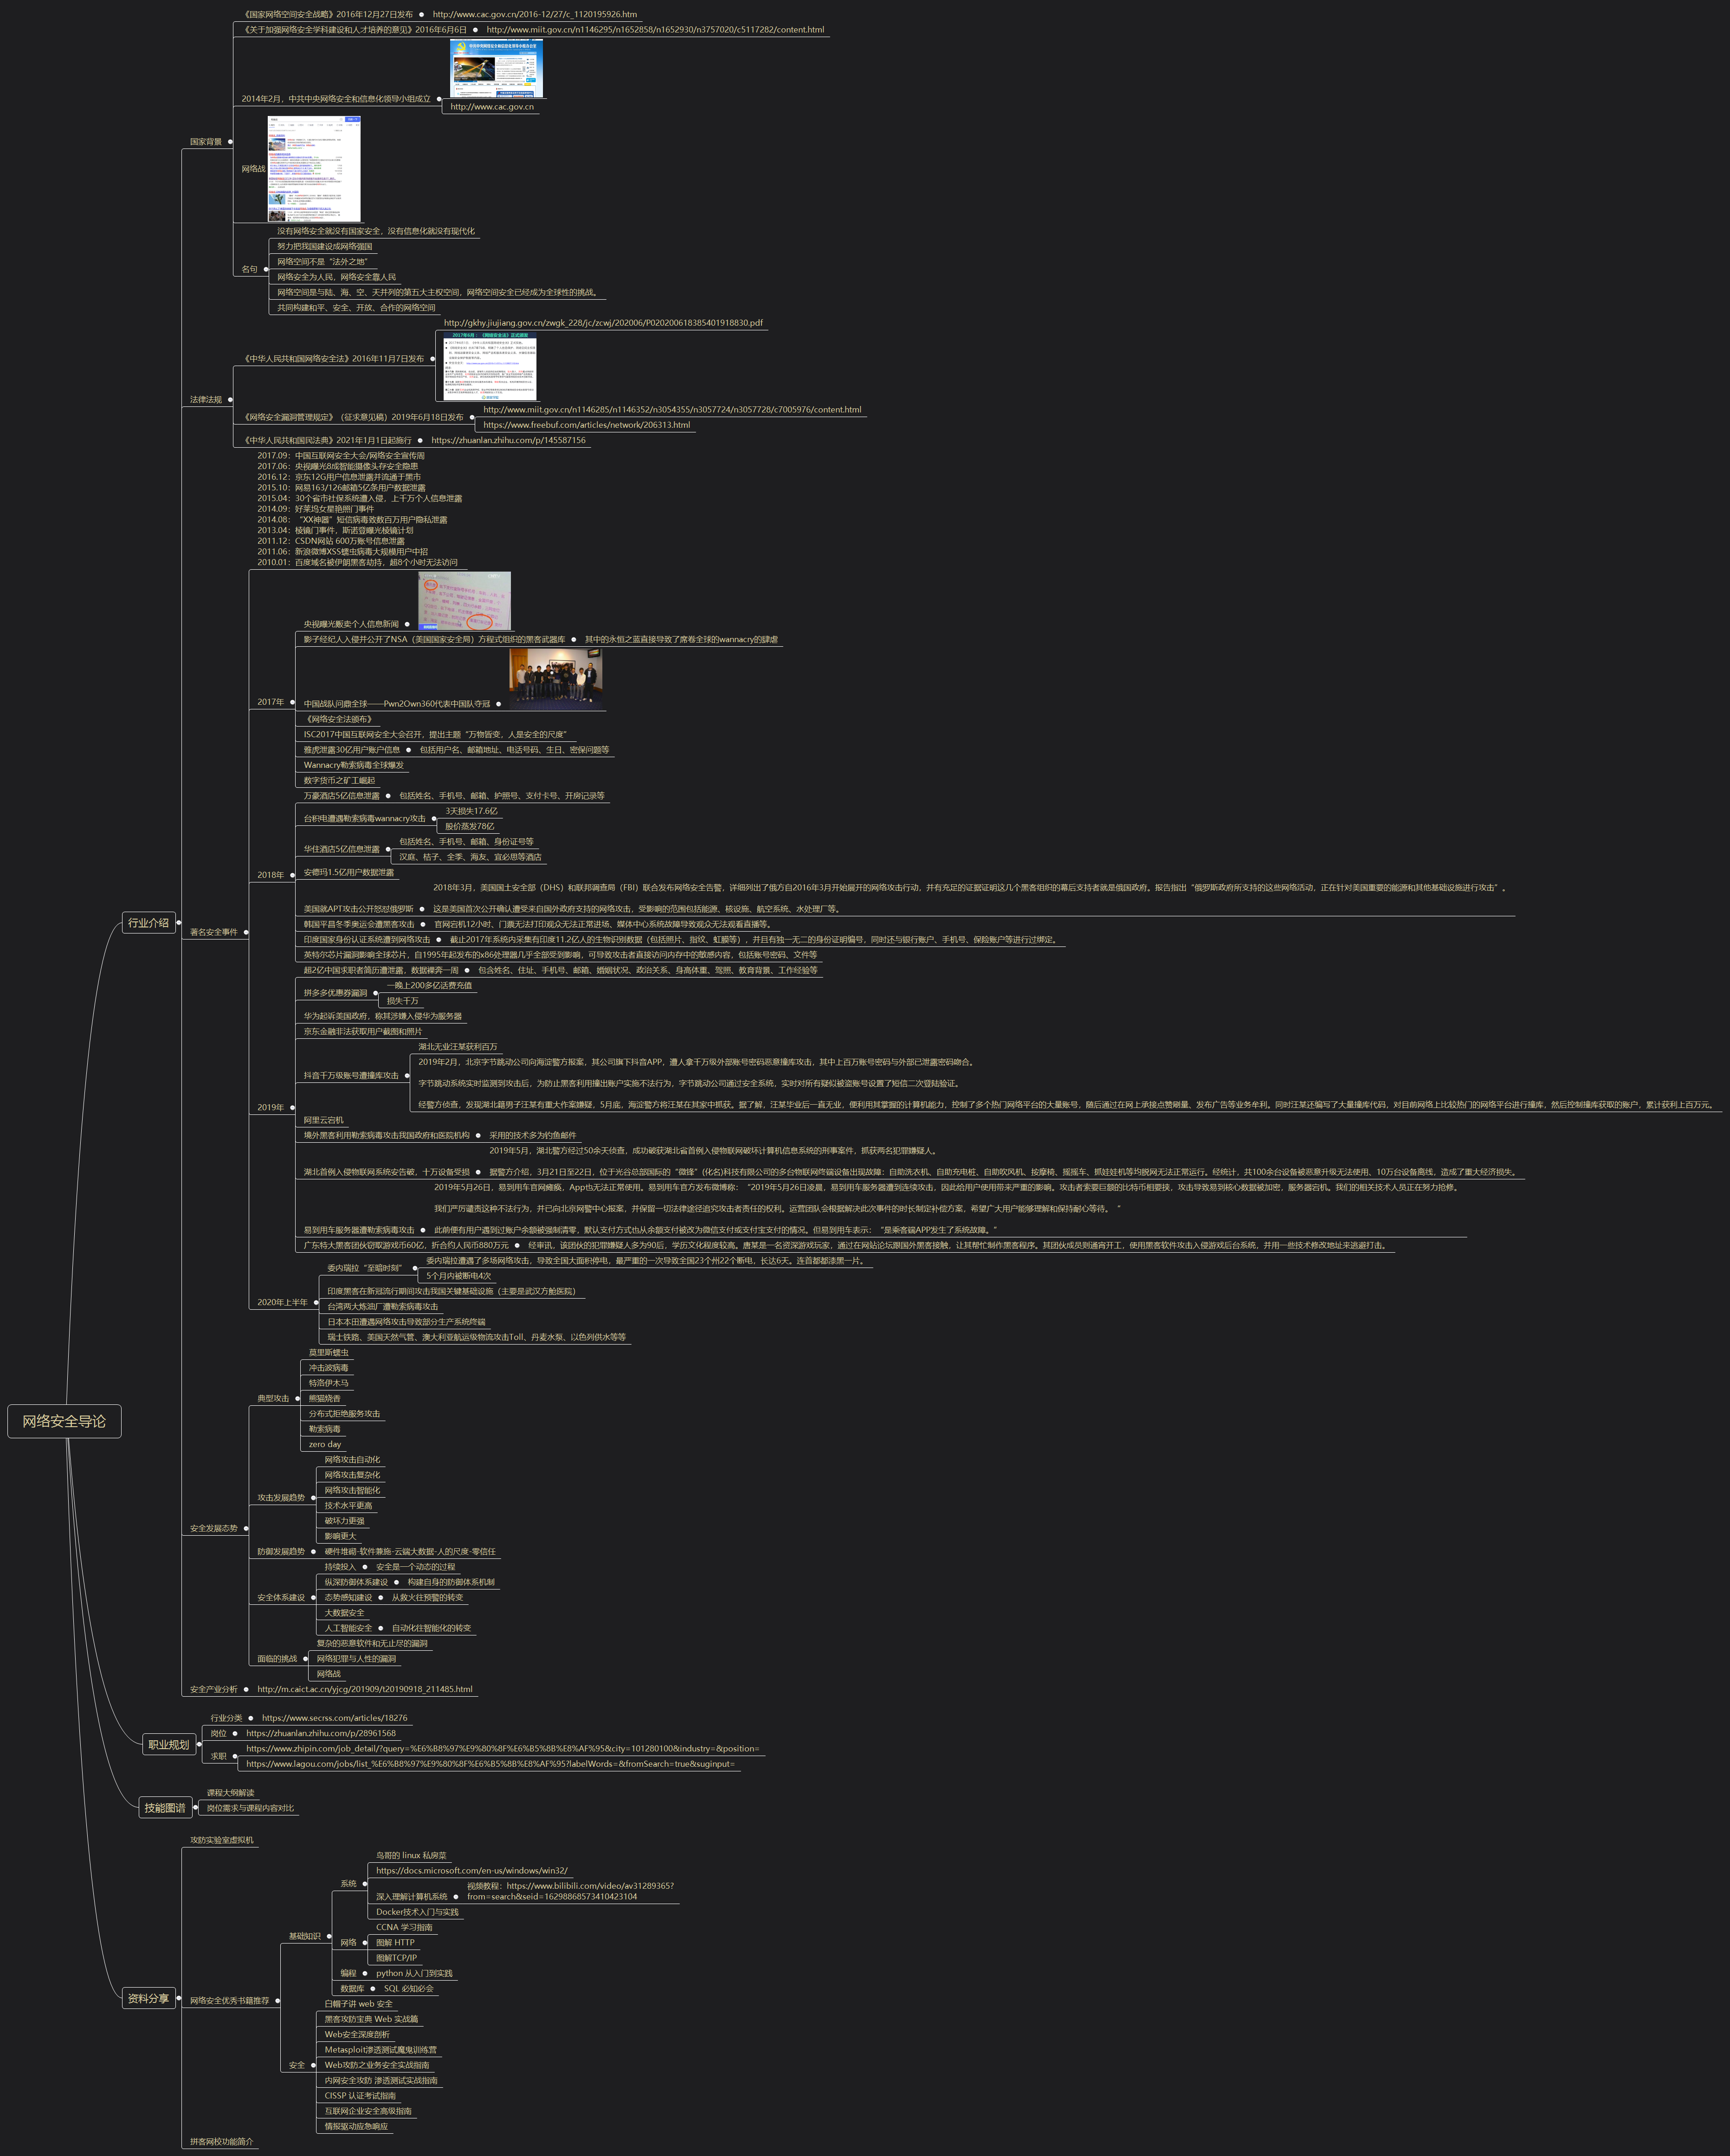 网络安全导论
行业介绍
国家背景
《国家网络空间安全战略》2016年12月27日发布
http://www.cac.gov.cn/2016-12/27/c_1120195926.htm
《关于加强网络安全学科建设和人才培养的意见》2016年6月6日
http://www.miit.gov.cn/n1146295/n1652858/n1652930/n3757020/c5117282/content.html
2014年2月，中共中央网络安全和信息化领导小组成立
http://www.cac.gov.cn
网络战
名句
没有网络安全就没有国家安全，没有信息化就没有现代化
努力把我国建设成网络强国
网络空间不是“法外之地”
网络安全为人民，网络安全靠人民
网络空间是与陆、海、空、天并列的第五大主权空间，网络空间安全已经成为全球性的挑战。
共同构建和平、安全、开放、合作的网络空间
法律法规
《中华人民共和国网络安全法》2016年11月7日发布
http://gkhy.jiujiang.gov.cn/zwgk_228/jc/zcwj/202006/P020200618385401918830.pdf
《网络安全漏洞管理规定》（征求意见稿）2019年6月18日发布
http://www.miit.gov.cn/n1146285/n1146352/n3054355/n3057724/n3057728/c7005976/content.html
https://www.freebuf.com/articles/network/206313.html
《中华人民共和国民法典》2021年1月1日起施行
https://zhuanlan.zhihu.com/p/145587156
著名安全事件
2017.09：中国互联网安全大会/网络安全宣传周
2017.06：央视曝光8成智能摄像头存安全隐患
2016.12：京东12G用户信息泄露并流通于黑市
2015.10：网易163/126邮箱5亿条用户数据泄露
2015.04：30个省市社保系统遭入侵，上千万个人信息泄露
2014.09：好莱坞女星艳照门事件
2014.08：“XX神器”短信病毒致数百万用户隐私泄露
2013.04：棱镜门事件，斯诺登曝光棱镜计划
2011.12：CSDN网站 600万账号信息泄露
2011.06：新浪微博XSS蠕虫病毒大规模用户中招
2010.01：百度域名被伊朗黑客劫持，超8个小时无法访问
2017年
央视曝光贩卖个人信息新闻
影子经纪人入侵并公开了NSA（美国国家安全局）方程式组织的黑客武器库
其中的永恒之蓝直接导致了席卷全球的wannacry的肆虐
中国战队问鼎全球——Pwn2Own360代表中国队夺冠
《网络安全法颁布》
ISC2017中国互联网安全大会召开，提出主题“万物皆变，人是安全的尺度”
雅虎泄露30亿用户账户信息
包括用户名、邮箱地址、电话号码、生日、密保问题等
Wannacry勒索病毒全球爆发
数字货币之矿工崛起
2018年
万豪酒店5亿信息泄露
包括姓名、手机号、邮箱、护照号、支付卡号、开房记录等
台积电遭遇勒索病毒wannacry攻击
3天损失17.6亿
股价蒸发78亿
华住酒店5亿信息泄露
包括姓名、手机号、邮箱、身份证号等
汉庭、桔子、全季、海友、宜必思等酒店
安德玛1.5亿用户数据泄露
美国就APT攻击公开怒怼俄罗斯
2018年3月，美国国土安全部（DHS）和联邦调查局（FBI）联合发布网络安全告警，详细列出了俄方自2016年3月开始展开的网络攻击行动，并有充足的证据证明这几个黑客组织的幕后支持者就是俄国政府。报告指出“俄罗斯政府所支持的这些网络活动，正在针对美国重要的能源和其他基础设施进行攻击”。
这是美国首次公开确认遭受来自国外政府支持的网络攻击，受影响的范围包括能源、核设施、航空系统、水处理厂等。
韩国平昌冬季奥运会遭黑客攻击
官网宕机12小时、门票无法打印观众无法正常进场、媒体中心系统故障导致观众无法观看直播等。
印度国家身份认证系统遭到网络攻击
截止2017年系统内采集有印度11.2亿人的生物识别数据（包括照片、指纹、虹膜等），并且有独一无二的身份证明编号，同时还与银行账户、手机号、保险账户等进行过绑定。
英特尔芯片漏洞影响全球芯片，自1995年起发布的x86处理器几乎全部受到影响，可导致攻击者直接访问内存中的敏感内容，包括账号密码、文件等
2019年
超2亿中国求职者简历遭泄露，数据裸奔一周
包含姓名、住址、手机号、邮箱、婚姻状况、政治关系、身高体重、驾照、教育背景、工作经验等
拼多多优惠券漏洞
一晚上200多亿话费充值
损失千万
华为起诉美国政府，称其涉嫌入侵华为服务器
京东金融非法获取用户截图和照片
抖音千万级账号遭撞库攻击
湖北无业汪某获利百万
2019年2月，北京字节跳动公司向海淀警方报案，其公司旗下抖音APP，遭人拿千万级外部账号密码恶意撞库攻击，其中上百万账号密码与外部已泄露密码吻合。
字节跳动系统实时监测到攻击后，为防止黑客利用撞出账户实施不法行为，字节跳动公司通过安全系统，实时对所有疑似被盗账号设置了短信二次登陆验证。
经警方侦查，发现湖北籍男子汪某有重大作案嫌疑，5月底，海淀警方将汪某在其家中抓获。据了解，汪某毕业后一直无业，便利用其掌握的计算机能力，控制了多个热门网络平台的大量账号，随后通过在网上承接点赞刷量、发布广告等业务牟利。同时汪某还编写了大量撞库代码，对目前网络上比较热门的网络平台进行撞库，然后控制撞库获取的账户，累计获利上百万元。
阿里云宕机
境外黑客利用勒索病毒攻击我国政府和医院机构
采用的技术多为钓鱼邮件
湖北首例入侵物联网系统告破，十万设备受损
2019年5月，湖北警方经过50余天侦查，成功破获湖北省首例入侵物联网破坏计算机信息系统的刑事案件，抓获两名犯罪嫌疑人。
据警方介绍，3月21日至22日，位于光谷总部国际的“微锋”(化名)科技有限公司的多台物联网终端设备出现故障：自助洗衣机、自助充电桩、自助吹风机、按摩椅、摇摇车、抓娃娃机等均脱网无法正常运行。经统计，共100余台设备被恶意升级无法使用、10万台设备离线，造成了重大经济损失。
易到用车服务器遭勒索病毒攻击
2019年5月26日，易到用车官网瘫痪，App也无法正常使用。易到用车官方发布微博称：“2019年5月26日凌晨，易到用车服务器遭到连续攻击，因此给用户使用带来严重的影响。攻击者索要巨额的比特币相要挟，攻击导致易到核心数据被加密，服务器宕机。我们的相关技术人员正在努力抢修。
我们严厉谴责这种不法行为，并已向北京网警中心报案，并保留一切法律途径追究攻击者责任的权利。运营团队会根据解决此次事件的时长制定补偿方案，希望广大用户能够理解和保持耐心等待。 ”
此前便有用户遇到过账户余额被强制清零，默认支付方式也从余额支付被改为微信支付或支付宝支付的情况。但易到用车表示：“是乘客端APP发生了系统故障。”
广东特大黑客团伙窃取游戏币60亿，折合约人民币880万元
经审讯，该团伙的犯罪嫌疑人多为90后，学历文化程度较高。唐某是一名资深游戏玩家，通过在网站论坛跟国外黑客接触，让其帮忙制作黑客程序。其团伙成员则通宵开工，使用黑客软件攻击入侵游戏后台系统，并用一些技术修改地址来逃避打击。
2020年上半年
委内瑞拉“至暗时刻”
委内瑞拉遭遇了多场网络攻击，导致全国大面积停电，最严重的一次导致全国23个州22个断电，长达6天。连首都都漆黑一片。
5个月内被断电4次
印度黑客在新冠流行期间攻击我国关键基础设施（主要是武汉方舱医院）
台湾两大炼油厂遭勒索病毒攻击
日本本田遭遇网络攻击导致部分生产系统终端
瑞士铁路、美国天然气管、澳大利亚航运级物流攻击Toll、丹麦水泵、以色列供水等等
安全发展态势
典型攻击
莫里斯蠕虫
冲击波病毒
特洛伊木马
熊猫烧香
分布式拒绝服务攻击
勒索病毒
zero day
攻击发展趋势
网络攻击自动化
网络攻击复杂化
网络攻击智能化
技术水平更高
破坏力更强
影响更大
防御发展趋势
硬件堆砌-软件兼施-云端大数据-人的尺度-零信任
安全体系建设
持续投入
安全是一个动态的过程
纵深防御体系建设
构建自身的防御体系机制
态势感知建设
从救火往预警的转变
大数据安全
人工智能安全
自动化往智能化的转变
面临的挑战
复杂的恶意软件和无止尽的漏洞
网络犯罪与人性的漏洞
网络战
安全产业分析
http://m.caict.ac.cn/yjcg/201909/t20190918_211485.html
职业规划
行业分类
https://www.secrss.com/articles/18276
岗位
https://zhuanlan.zhihu.com/p/28961568
求职
https://www.zhipin.com/job_detail/?query=%E6%B8%97%E9%80%8F%E6%B5%8B%E8%AF%95&city=101280100&industry=&position=
https://www.lagou.com/jobs/list_%E6%B8%97%E9%80%8F%E6%B5%8B%E8%AF%95?labelWords=&fromSearch=true&suginput=
技能图谱
课程大纲解读
岗位需求与课程内容对比
资料分享
攻防实验室虚拟机
网络安全优秀书籍推荐
基础知识
系统
鸟哥的 linux 私房菜
https://docs.microsoft.com/en-us/windows/win32/
深入理解计算机系统
视频教程：https://www.bilibili.com/video/av31289365?
from=search&seid=16298868573410423104
Docker技术入门与实践
网络
CCNA 学习指南
图解 HTTP
图解TCP/IP
编程
python 从入门到实践
数据库
SQL 必知必会
安全
白帽子讲 web 安全
黑客攻防宝典 Web 实战篇
Web安全深度剖析
Metasploit渗透测试魔鬼训练营
Web攻防之业务安全实战指南
内网安全攻防 渗透测试实战指南
CISSP 认证考试指南
互联网企业安全高级指南
情报驱动应急响应
拼客网校功能简介